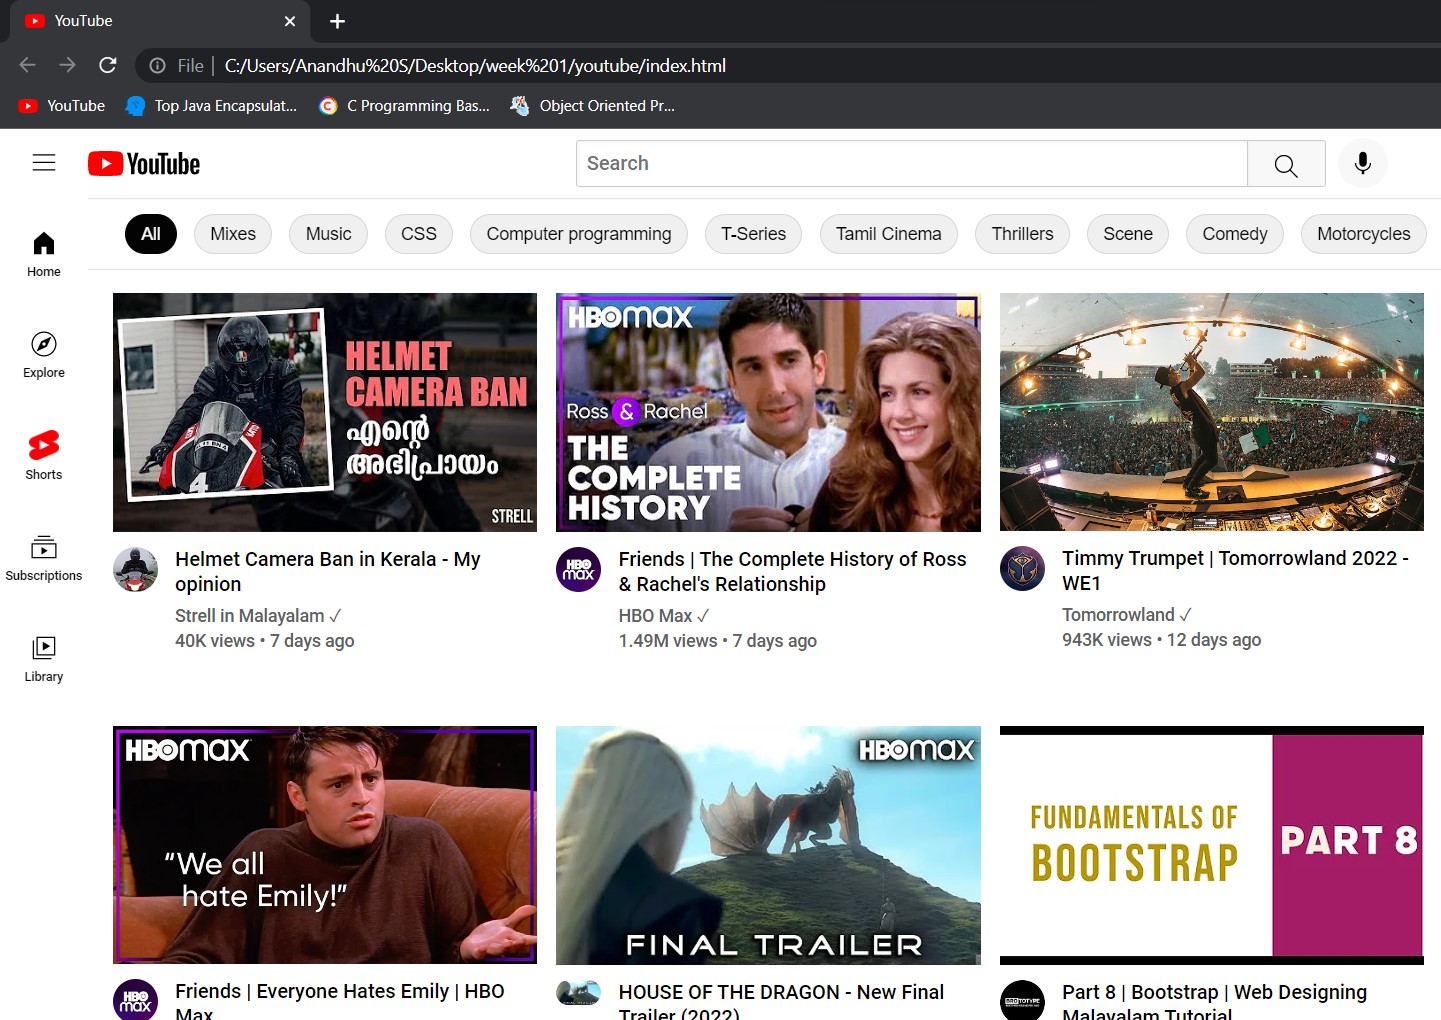 YouTube
File | C:/Users/Anandhu%20S/Desktop/week%201/youtube/index.html
YouTube Top Java Encapsulat... C Programming Bas... Object Oriented Pr...
YouTube Search
All Mixes Music CSS Computer programming T-Series Tamil Cinema Thrillers Scene Comedy Motorcycles
Home
Explore
Shorts
Subscriptions
Library
HELMET
CAMERA BAN
എന്റെ
അഭിപ്രായം
STRELL
Helmet Camera Ban in Kerala - My
opinion
Strell in Malayalam ✓
40K views • 7 days ago
HBOmax
Ross & Rachel
THE
COMPLETE
HISTORY
HBO
max
Friends | The Complete History of Ross
& Rachel's Relationship
HBO Max ✓
1.49M views • 7 days ago
Timmy Trumpet | Tomorrowland 2022 -
WE1
Tomorrowland ✓
943K views • 12 days ago
HBOmax
"We all
hate Emily!"
HBO
max
Friends | Everyone Hates Emily | HBO
Max
HBOmax
FINAL TRAILER
HOUSE OF THE DRAGON - New Final
Trailer (2022)
FUNDAMENTALS OF
BOOTSTRAP
PART 8
BROTOTYPE
Part 8 | Bootstrap | Web Designing
Malayalam Tutorial